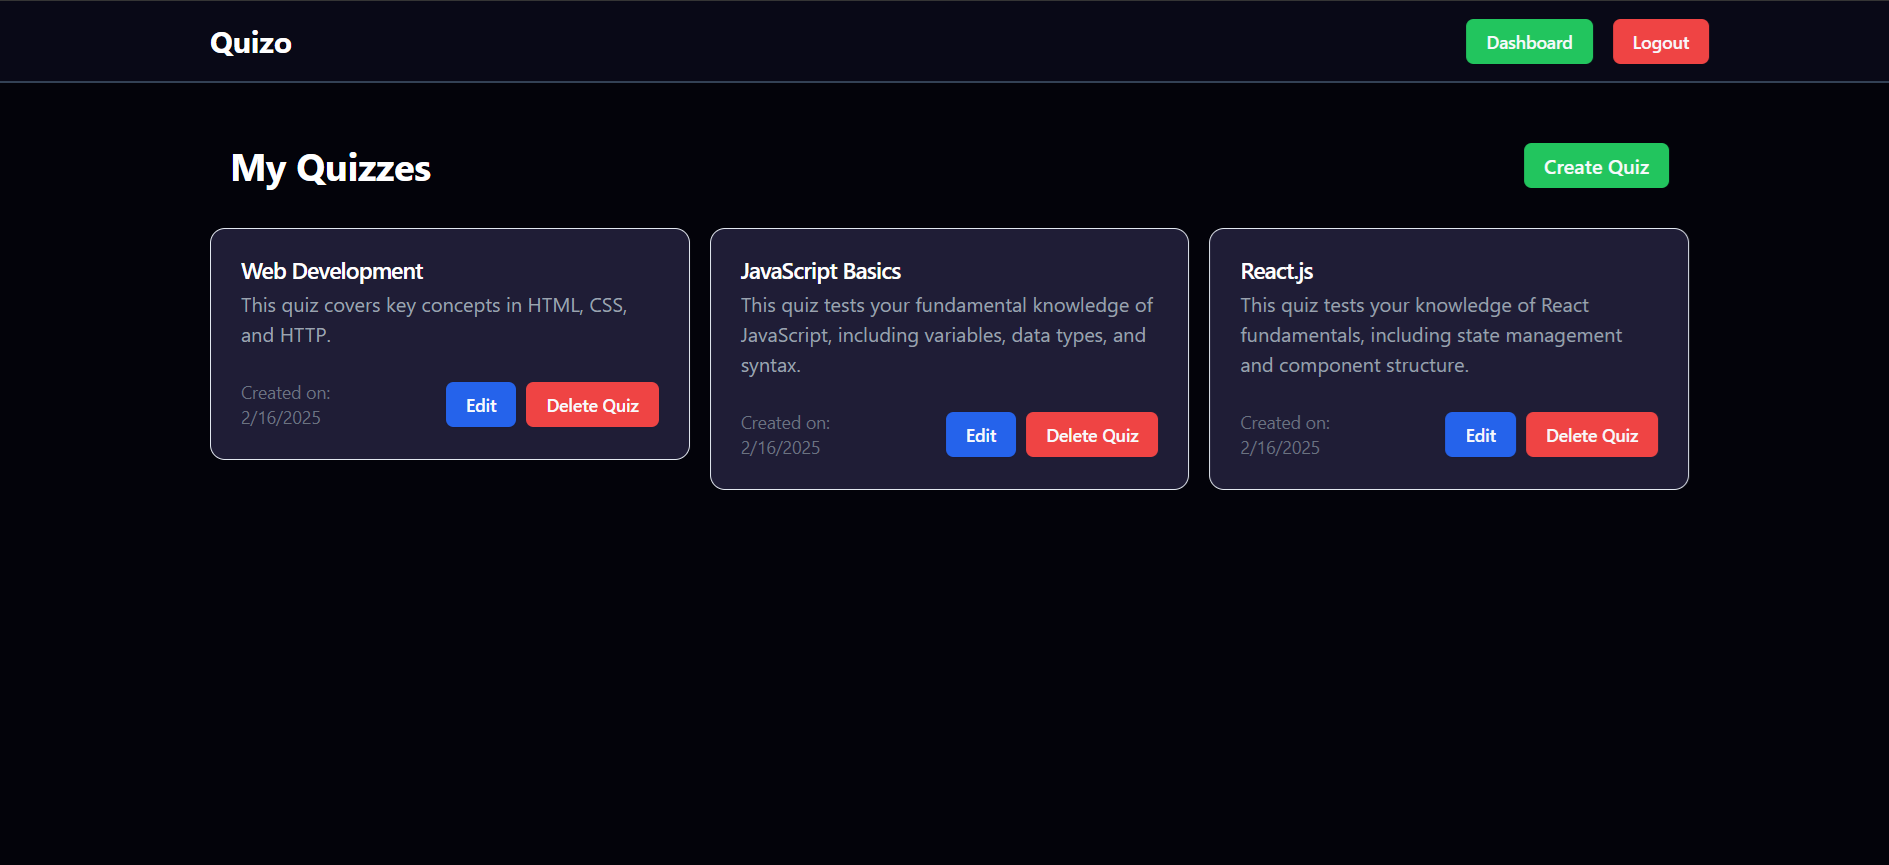 Quizo
Dashboard
Logout
My Quizzes
Create Quiz
Web Development
This quiz covers key concepts in HTML, CSS,
and HTTP.
Created on:
2/16/2025
Edit
Delete Quiz
JavaScript Basics
This quiz tests your fundamental knowledge of
JavaScript, including variables, data types, and
syntax.
Created on:
2/16/2025
Edit
Delete Quiz
React.js
This quiz tests your knowledge of React
fundamentals, including state management
and component structure.
Created on:
2/16/2025
Edit
Delete Quiz